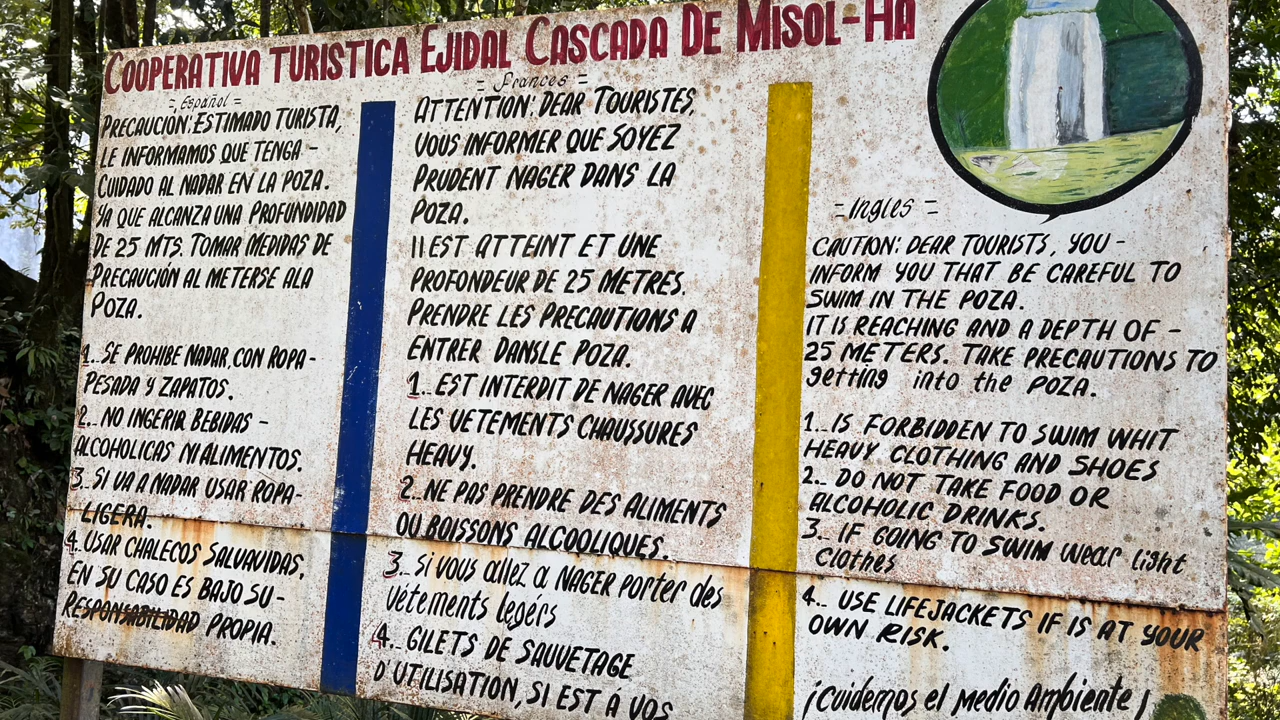 COOPERATIVA TURISTICA EJIDAL CASCADA DE MISOL-HA
= Español =
PRECAUCIÓN: ESTIMADO TURISTA,
LE INFORMAMOS QUE TENGA -
CUIDADO AL NADAR EN LA POZA.
YA QUE ALCANZA UNA PROFUNDIDAD
DE 25 MTS. TOMAR MEDIDAS DE
PRECAUCIÓN AL METERSE ALA
POZA.
1.. SE PROHIBE NADAR, CON ROPA -
PESADA Y ZAPATOS.
2.. NO INGERIR BEBIDAS -
ALCOHOLICAS NI ALIMENTOS.
3.. SI VA A NADAR USAR ROPA-
LIGERA.
4.. USAR CHALECOS SALVAVIDAS,
EN SU CASO ES BAJO SU -
RESPONSABILIDAD PROPIA.
= Frances =
ATTENTION: DEAR TOURISTES,
VOUS INFORMER QUE SOYEZ
PRUDENT NAGER DANS LA
POZA.
Il EST ATTEINT ET UNE
PROFONDEUR DE 25 METRES.
PRENDRE LES PRECAUTIONS A
ENTRER DANSLE POZA.
1.. EST INTERDIT DE NAGER AVEC
LES VETEMENTS CHAUSSURES
HEAVY.
2.. NE PAS PRENDRE DES ALIMENTS
OU BOISSONS ALCOOLIQUES.
3.. SI VOUS allez a NAGER porter des
vétements legérs
4.. GILETS DE SAUVETAGE
D'UTILISATION, SI EST Á VOS
= Ingles =
CAUTION: DEAR TOURISTS, YOU -
INFORM YOU THAT BE CAREFUL TO
SWIM IN THE POZA.
IT IS REACHING AND A DEPTH OF -
25 METERS. TAKE PRECAUTIONS TO
getting into the POZA.
1.. IS FORBIDDEN TO SWIM WHIT
HEAVY CLOTHING AND SHOES
2.. DO NOT TAKE FOOD OR
ALCOHOLIC DRINKS.
3.. IF GOING TO SWIM wear light
clothes
4.. USE LIFEJACKETS IF IS AT YOUR
OWN RISK.
¡Cuidemos el medio Ambiente!